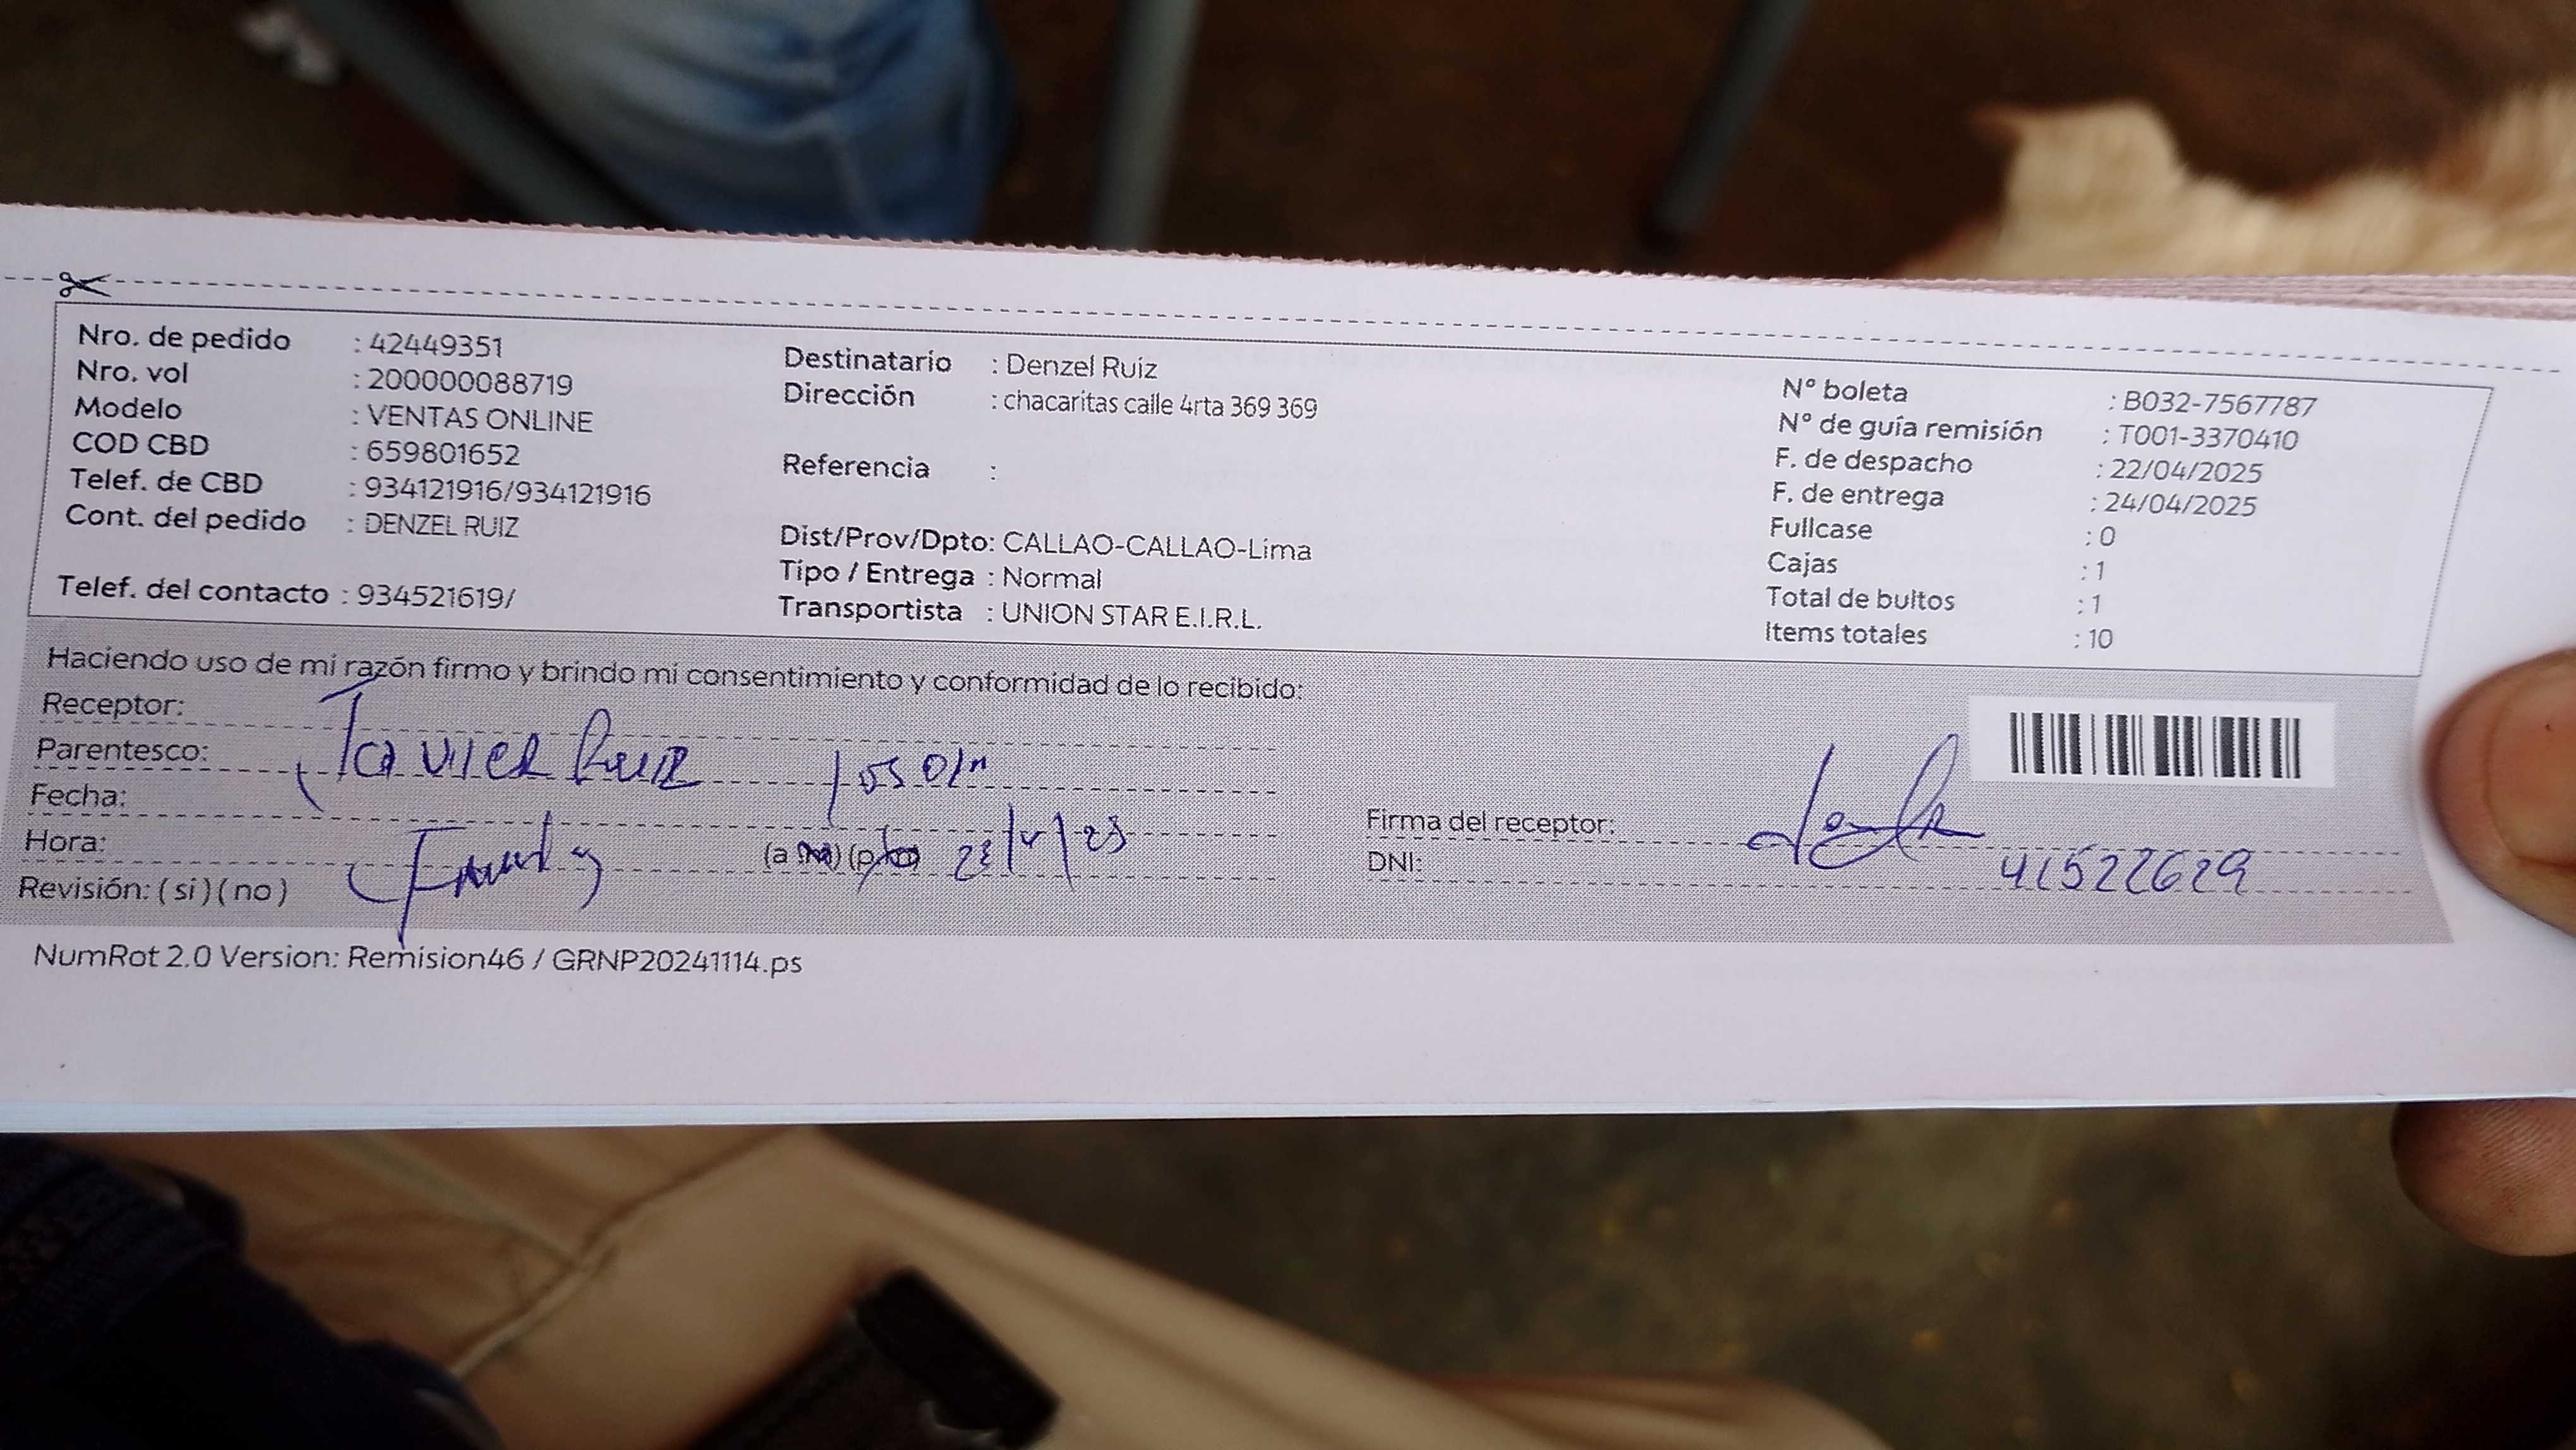 Nro. de pedido : 42449351
Nro. vol : 200000088719
Modelo : VENTAS ONLINE
COD CBD : 659801652
Telef. de CBD : 934121916/934121916
Cont. del pedido : DENZEL RUIZ
Telef. del contacto : 934521619/
Destinatario : Denzel Ruiz
Dirección : chacaritas calle 4rta 369 369
Referencia :
Dist/Prov/Dpto: CALLAO-CALLAO-Lima
Tipo / Entrega : Normal
Transportista : UNION STAR E.I.R.L.
N° boleta : B032-7567787
N° de guía remisión : T001-3370410
F. de despacho : 22/04/2025
F. de entrega : 24/04/2025
Fullcase : 0
Cajas : 1
Total de bultos : 1
Items totales : 10
Haciendo uso de mi razón firmo y brindo mi consentimiento y conformidad de lo recibido:
Receptor:
Parentesco: Javier Ruiz
Fecha:
Hora:
Revisión: ( si ) ( no )
Firma del receptor:
DNI: 41522629
NumRot 2.0 Version: Remision46 / GRNP20241114.ps